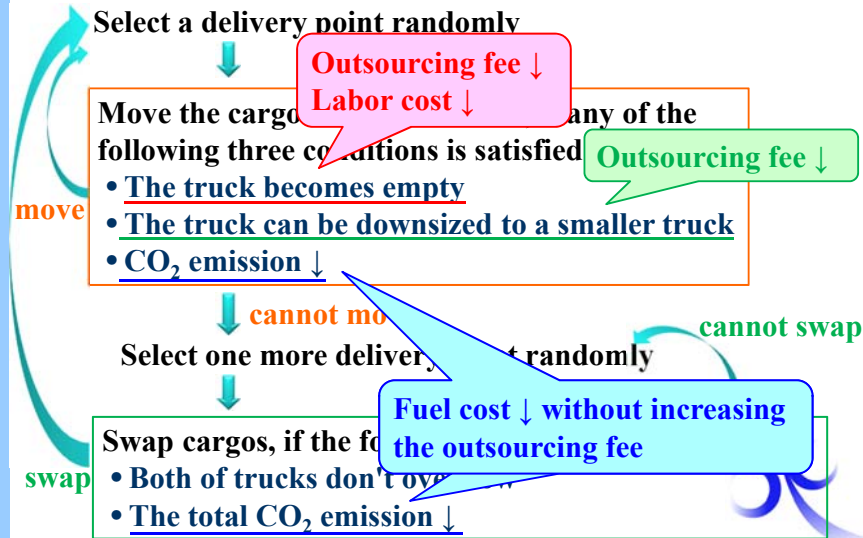 Select a delivery point randomly
Outsourcing fee ↓
Labor cost ↓
Move the cargo any of the
following three conditions is satisfied
Outsourcing fee ↓
• The truck becomes empty
move
• The truck can be downsized to a smaller truck
• CO₂ emission ↓
cannot
cannot swap
Select one more delivery randomly
Fuel cost ↓ without increasing
the outsourcing fee
Swap cargos, if the
swap
• Both of trucks don't
• The total CO₂ emission ↓